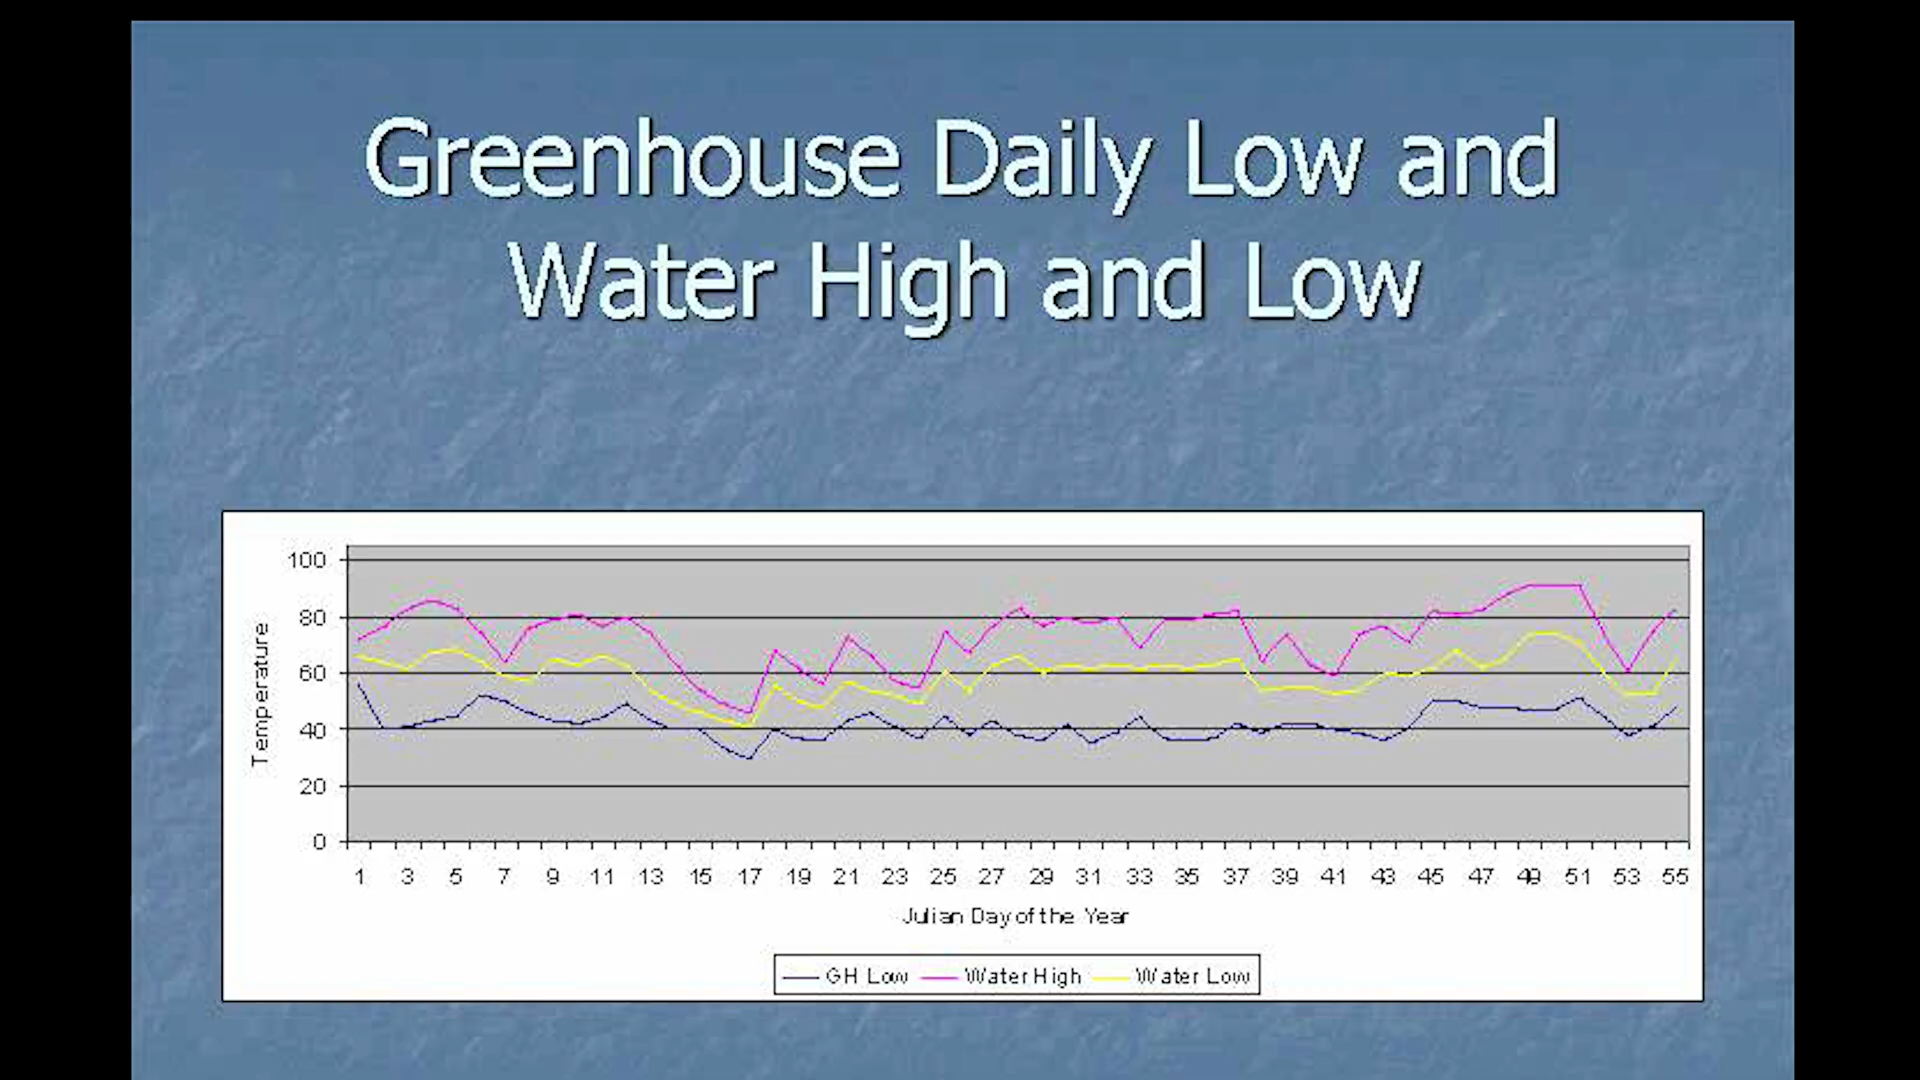 Greenhouse Daily Low and
Water High and Low
100
80
60
40
20
0
Temperature
1 3 5 7 9 11 13 15 17 19 21 23 25 27 29 31 33 35 37 39 41 43 45 47 49 51 53 55
Julian Day of the Year
GH Low Water High Water Low